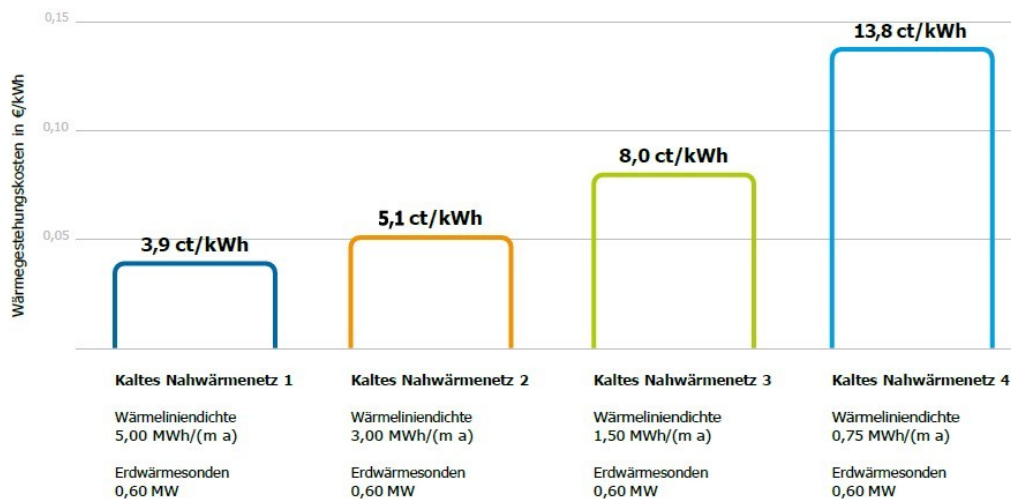 0,15
13,8 ct/kWh
Wärmegestehungskosten in €/kWh
0,10
8,0 ct/kWh
5,1 ct/kWh
0,05
3,9 ct/kWh
Kaltes Nahwärmenetz 1
Wärmeliniendichte
5,00 MWh/(m a)
Erdwärmesonden
0,60 MW
Kaltes Nahwärmenetz 2
Wärmeliniendichte
3,00 MWh/(m a)
Erdwärmesonden
0,60 MW
Kaltes Nahwärmenetz 3
Wärmeliniendichte
1,50 MWh/(m a)
Erdwärmesonden
0,60 MW
Kaltes Nahwärmenetz 4
Wärmeliniendichte
0,75 MWh/(m a)
Erdwärmesonden
0,60 MW